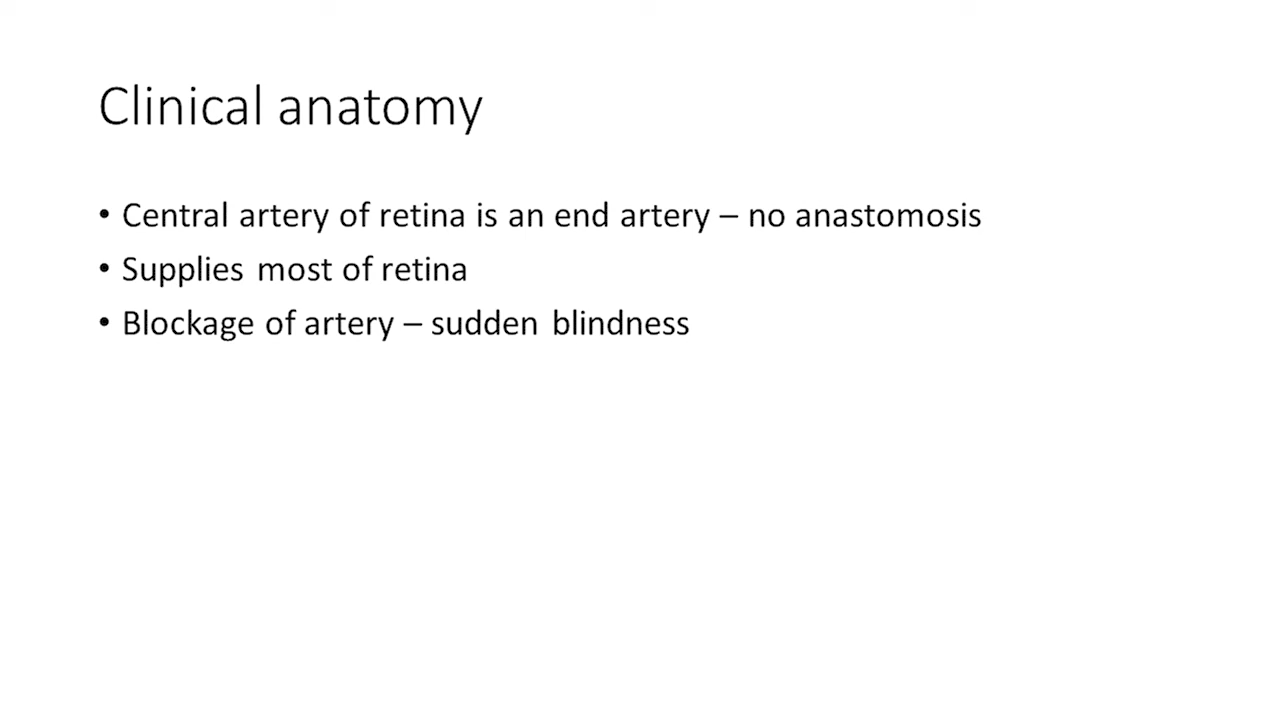 Clinical anatomy
• Central artery of retina is an end artery – no anastomosis
• Supplies most of retina
• Blockage of artery – sudden blindness